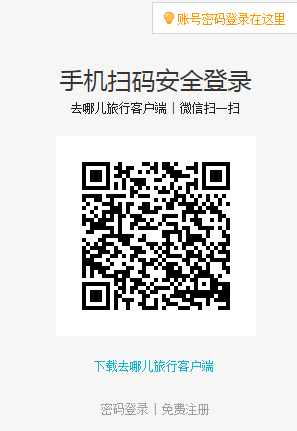 账号密码登录在这里
手机扫码安全登录
去哪儿旅行客户端 | 微信扫一扫
下载去哪儿旅行客户端
密码登录 | 免费注册